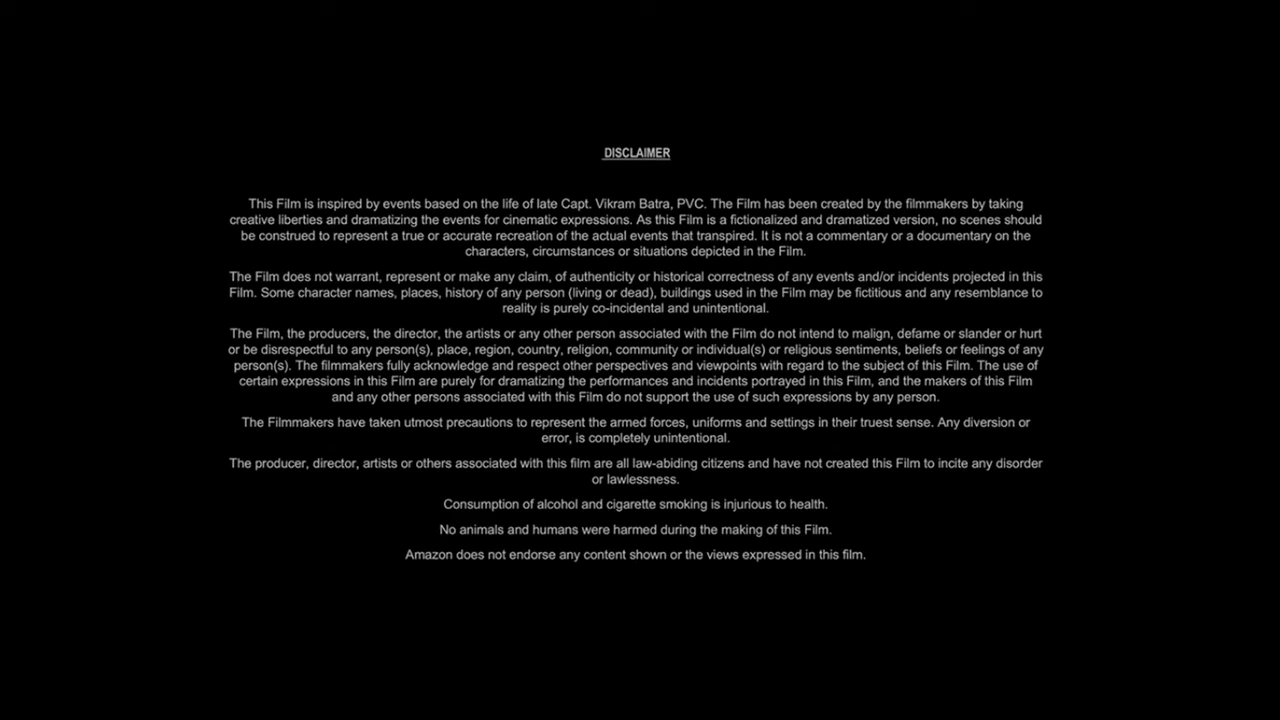 DISCLAIMER
This Film is inspired by events based on the life of late Capt. Vikram Batra, PVC. The Film has been created by the filmmakers by taking
creative liberties and dramatizing the events for cinematic expressions. As this Film is a fictionalized and dramatized version, no scenes should
be construed to represent a true or accurate recreation of the actual events that transpired. It is not a commentary or a documentary on the
characters, circumstances or situations depicted in the Film.
The Film does not warrant, represent or make any claim, of authenticity or historical correctness of any events and/or incidents projected in this
Film. Some character names, places, history of any person (living or dead), buildings used in the Film may be fictitious and any resemblance to
reality is purely co-incidental and unintentional.
The Film, the producers, the director, the artists or any other person associated with the Film do not intend to malign, defame or slander or hurt
or be disrespectful to any person(s), place, region, country, religion, community or individual(s) or religious sentiments, beliefs or feelings of any
person(s). The filmmakers fully acknowledge and respect other perspectives and viewpoints with regard to the subject of this Film. The use of
certain expressions in this Film are purely for dramatizing the performances and incidents portrayed in this Film, and the makers of this Film
and any other persons associated with this Film do not support the use of such expressions by any person.
The Filmmakers have taken utmost precautions to represent the armed forces, uniforms and settings in their truest sense. Any diversion or
error, is completely unintentional.
The producer, director, artists or others associated with this film are all law-abiding citizens and have not created this Film to incite any disorder
or lawlessness.
Consumption of alcohol and cigarette smoking is injurious to health.
No animals and humans were harmed during the making of this Film.
Amazon does not endorse any content shown or the views expressed in this film.